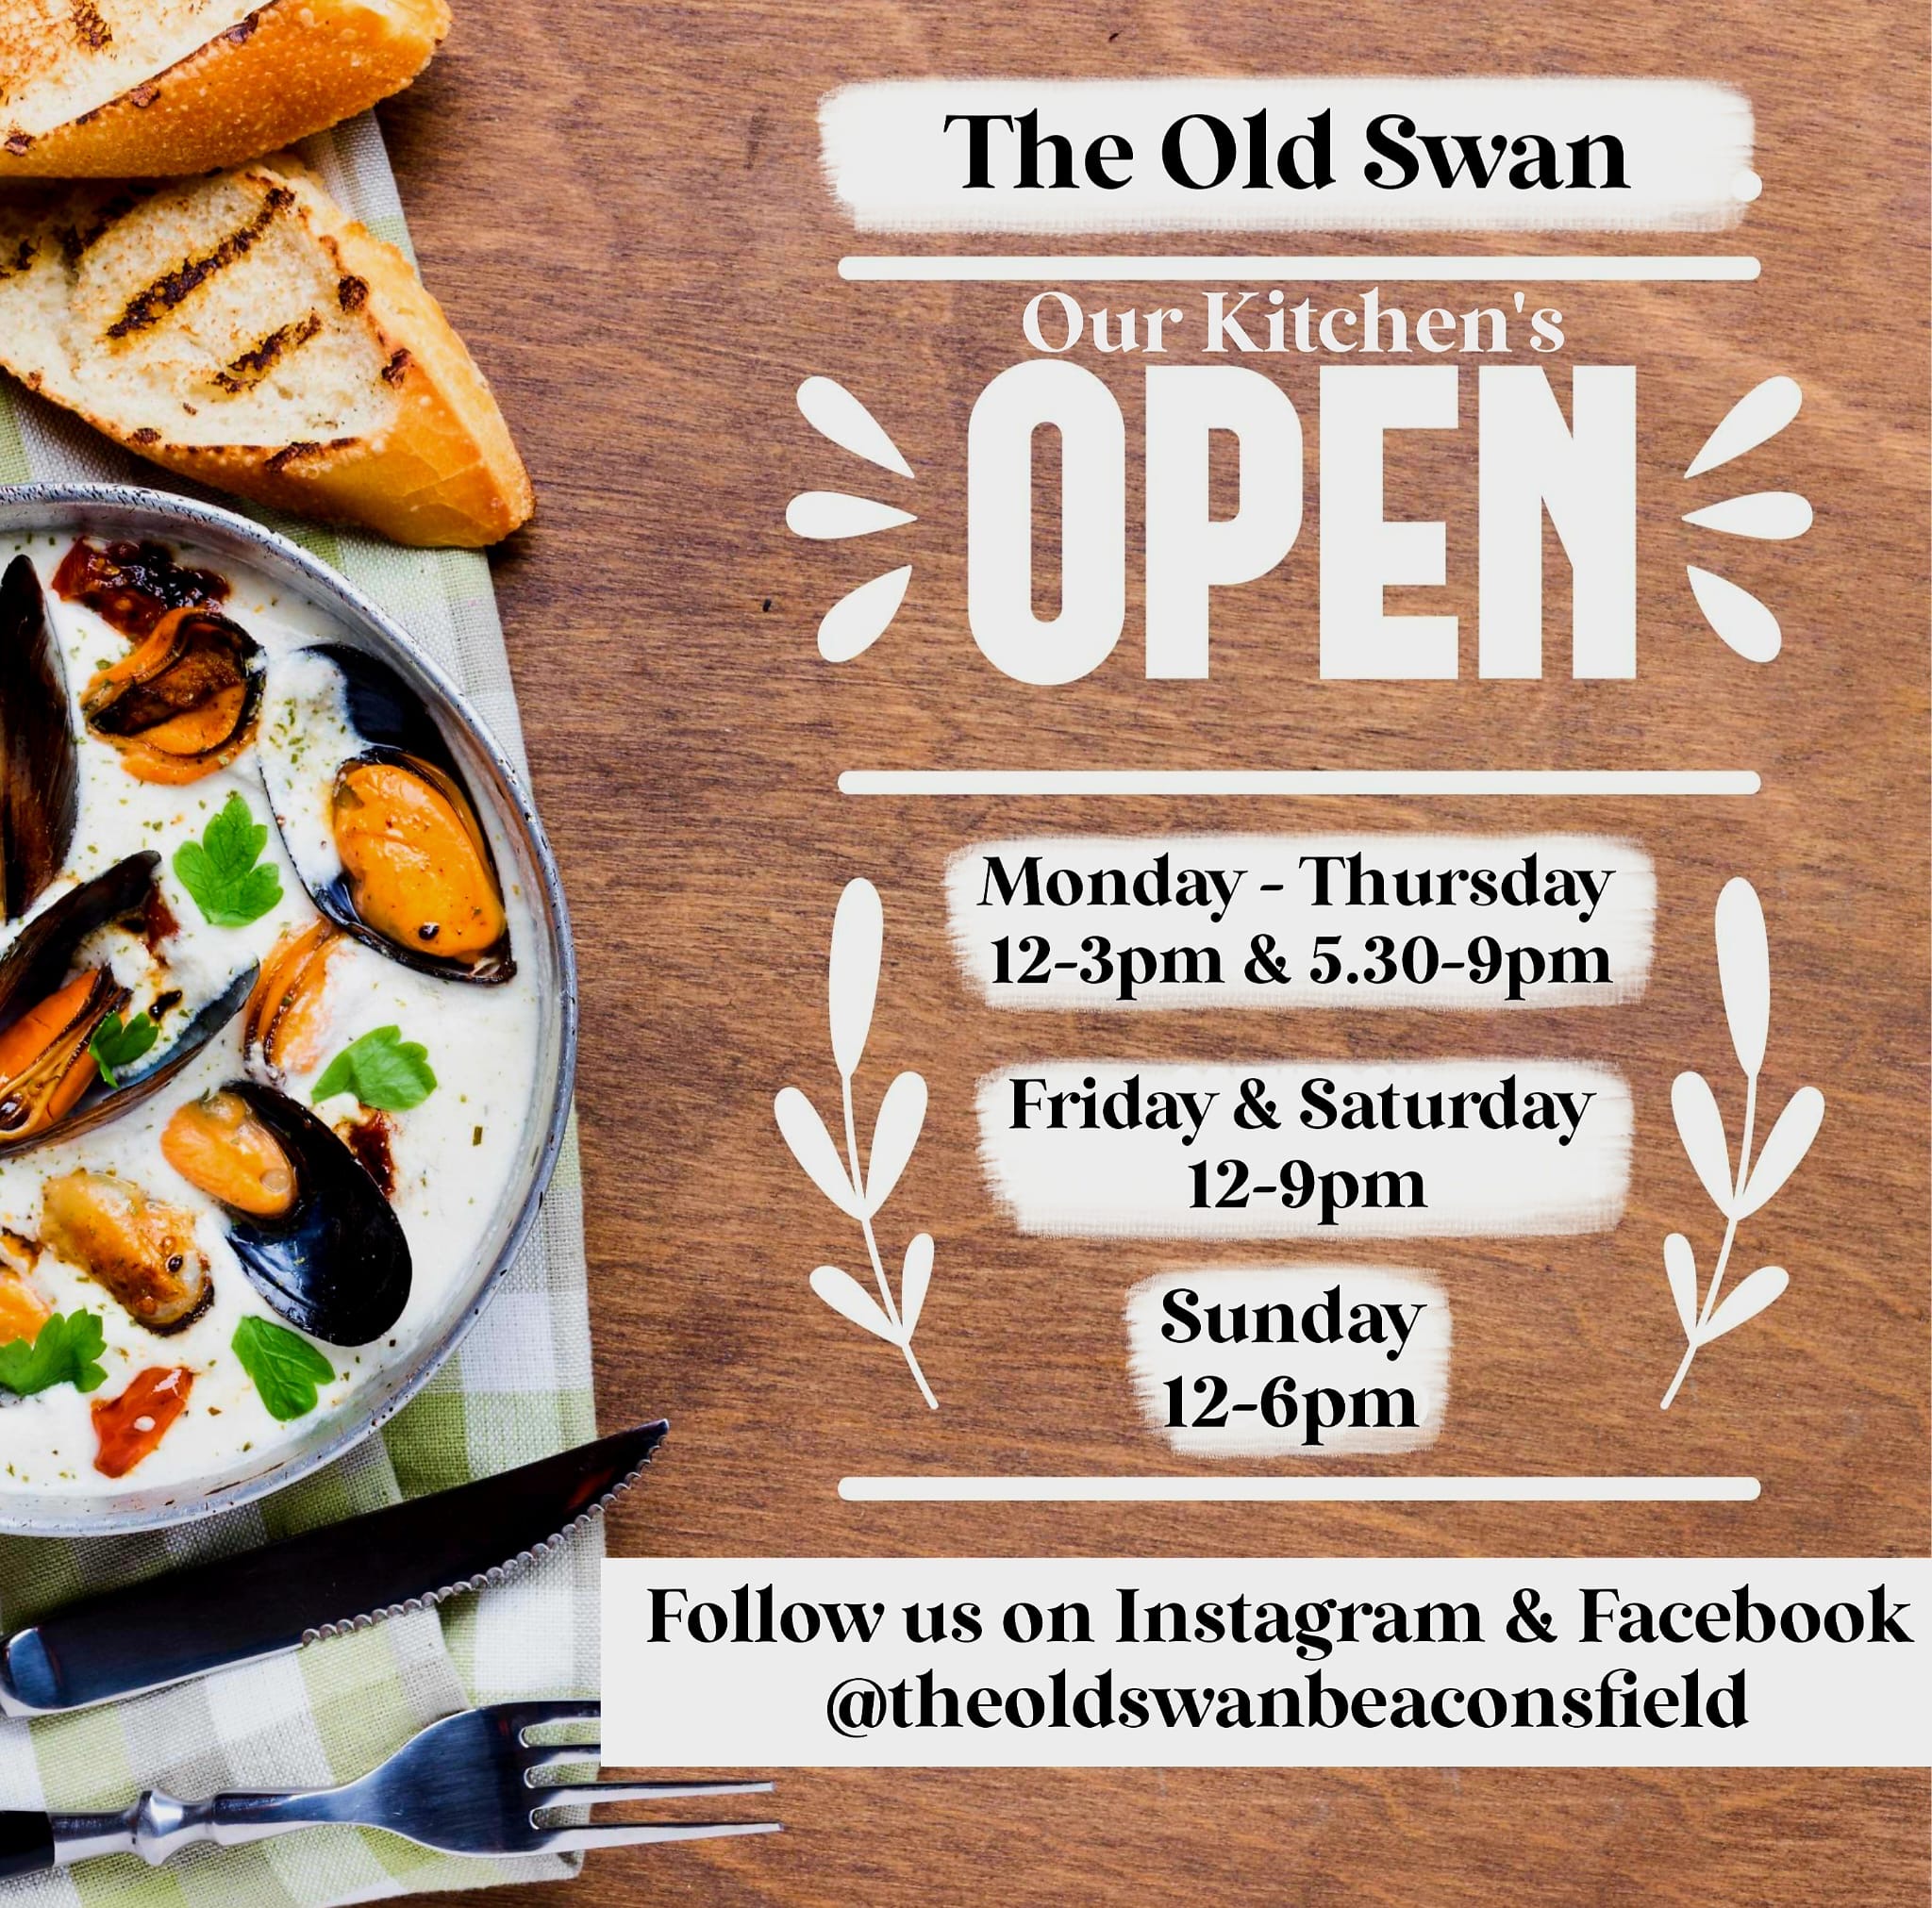 The Old Swan
Our Kitchen's
OPEN
Monday - Thursday
12-3pm & 5.30-9pm
Friday & Saturday
12-9pm
Sunday
12-6pm
Follow us on Instagram & Facebook
@theoldswanbeaconsfield